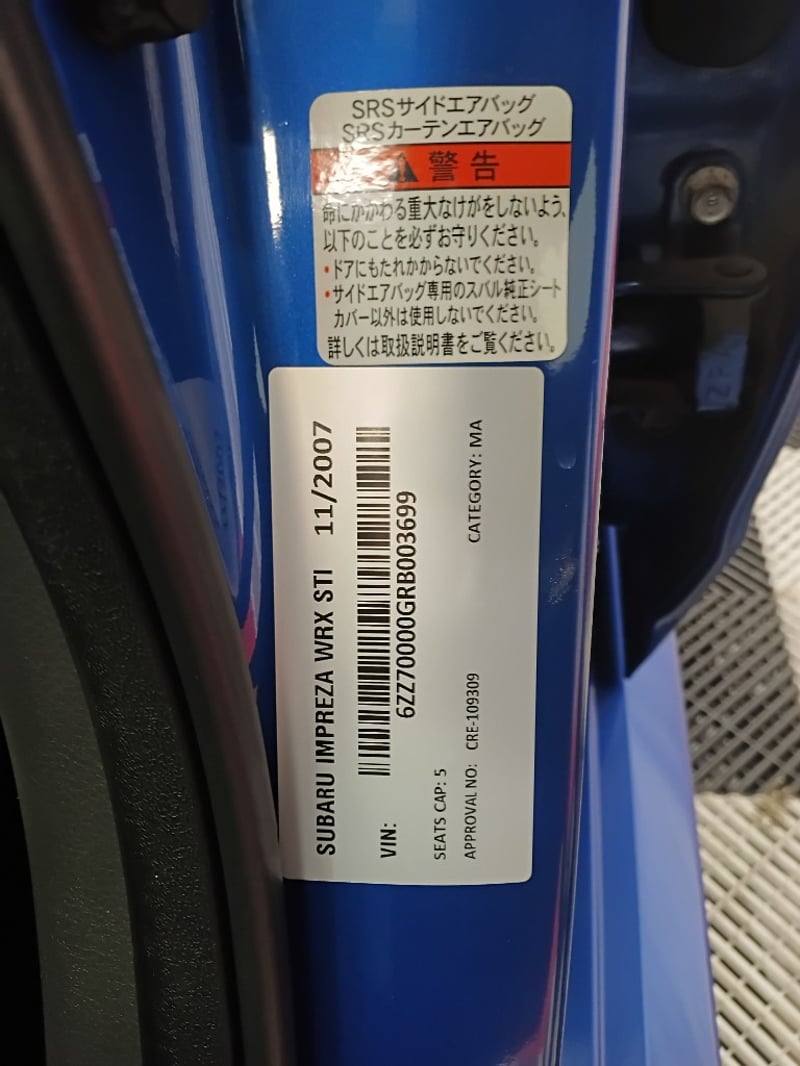 SRSサイドエアバッグ
SRSカーテンエアバッグ
警告
命にかかわる重大なけがをしないよう、
以下のことを必ずお守りください。
・ドアにもたれかからないでください。
・サイドエアバッグ専用のスバル純正シート
カバー以外は使用しないでください。
詳しくは取扱説明書をご覧ください。
SUBARU IMPREZA WRX STI 11/2007
VIN:
6ZZ70000GRB003699
SEATS CAP: 5
APPROVAL NO: CRE-109309 CATEGORY: MA